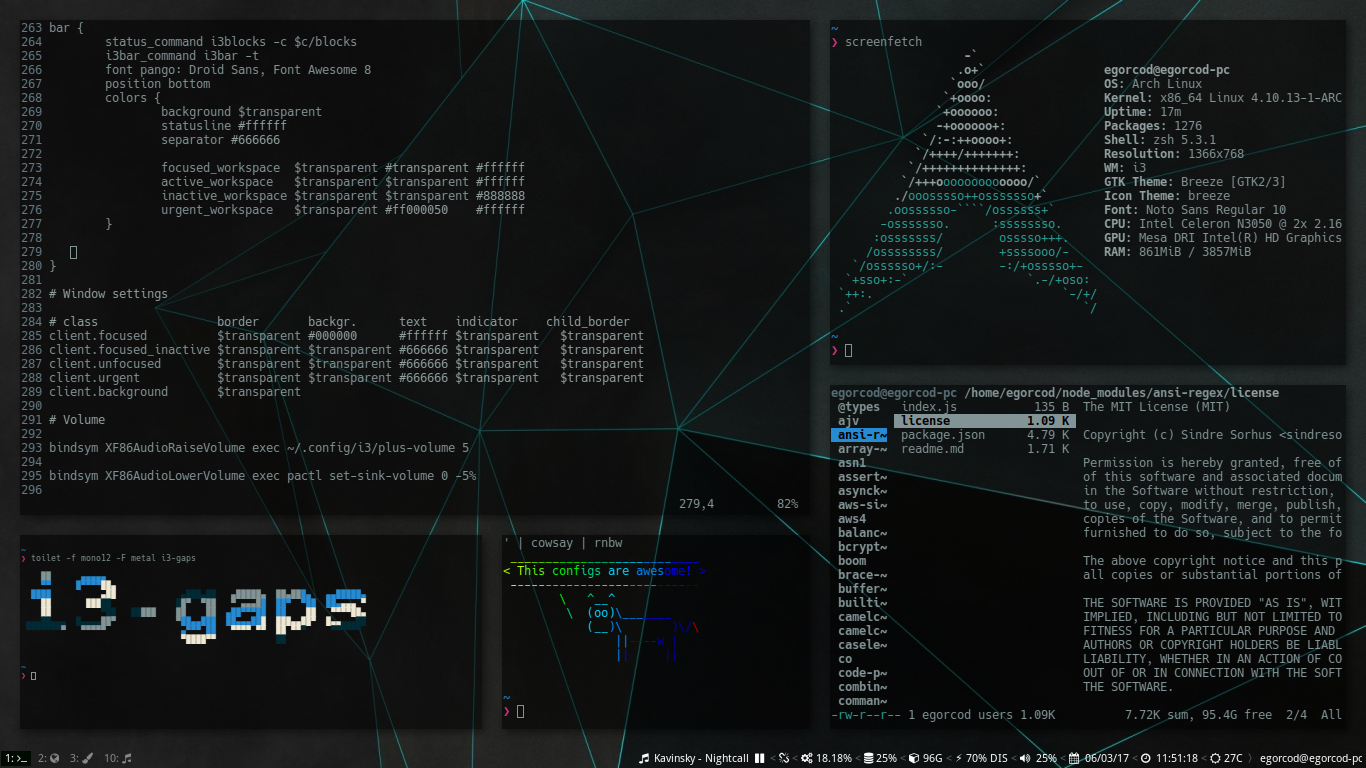 263 bar {
264 status_command i3blocks -c $c/blocks
265 i3bar_command i3bar -t
266 font pango: Droid Sans, Font Awesome 8
267 position bottom
268 colors {
269 background $transparent
270 statusline #ffffff
271 separator #666666
272
273 focused_workspace $transparent #transparent #ffffff
274 active_workspace $transparent $transparent #ffffff
275 inactive_workspace $transparent $transparent #888888
276 urgent_workspace $transparent #ff000050 #ffffff
277 }
278
279
280 }
281
282 # Window settings
283
284 # class border backgr. text indicator child_border
285 client.focused $transparent #000000 #ffffff $transparent $transparent
286 client.focused_inactive $transparent $transparent #666666 $transparent $transparent
287 client.unfocused $transparent $transparent #666666 $transparent $transparent
288 client.urgent $transparent $transparent #666666 $transparent $transparent
289 client.background $transparent
290
291 # Volume
292
293 bindsym XF86AudioRaiseVolume exec ~/.config/i3/plus-volume 5
294
295 bindsym XF86AudioLowerVolume exec pactl set-sink-volume 0 -5%
296
279,4 82%
~
❯ screenfetch
egorcod@egorcod-pc
OS: Arch Linux
Kernel: x86_64 Linux 4.10.13-1-ARC
Uptime: 17m
Packages: 1276
Shell: zsh 5.3.1
Resolution: 1366x768
WM: i3
GTK Theme: Breeze [GTK2/3]
Icon Theme: breeze
Font: Noto Sans Regular 10
CPU: Intel Celeron N3050 @ 2x 2.16
GPU: Mesa DRI Intel(R) HD Graphics
RAM: 861MiB / 3857MiB
~
❯
egorcod@egorcod-pc /home/egorcod/node_modules/ansi-regex/license
@types index.js 135 B The MIT License (MIT)
ajv license 1.09 K
ansi-r~ package.json 4.79 K Copyright (c) Sindre Sorhus <sindreso
array-~ readme.md 1.71 K
asn1 Permission is hereby granted, free of
assert~ of this software and associated docum
asynck~ in the Software without restriction,
aws-si~ to use, copy, modify, merge, publish,
aws4 copies of the Software, and to permit
balanc~ furnished to do so, subject to the fo
bcrypt~
boom The above copyright notice and this p
brace-~ all copies or substantial portions of
buffer~
builti~ THE SOFTWARE IS PROVIDED "AS IS", WIT
camelc~ IMPLIED, INCLUDING BUT NOT LIMITED TO
camelc~ FITNESS FOR A PARTICULAR PURPOSE AND
casele~ AUTHORS OR COPYRIGHT HOLDERS BE LIABL
co LIABILITY, WHETHER IN AN ACTION OF CO
code-p~ OUT OF OR IN CONNECTION WITH THE SOFT
combin~ THE SOFTWARE.
comman~
-rw-r--r-- 1 egorcod users 1.09K 7.72K sum, 95.4G free 2/4 All
~
❯ toilet -f mono12 -F metal i3-gaps
i3-gaps
~
❯
' | cowsay | rnbw
< This configs are awesome! >
~
❯
1: 2: 3: 10: Kavinsky - Nightcall < < 18.18% < 25% < 96G < 70% DIS < 25% < 06/03/17 < 11:51:18 < 27C 〉 egorcod@egorcod-pc